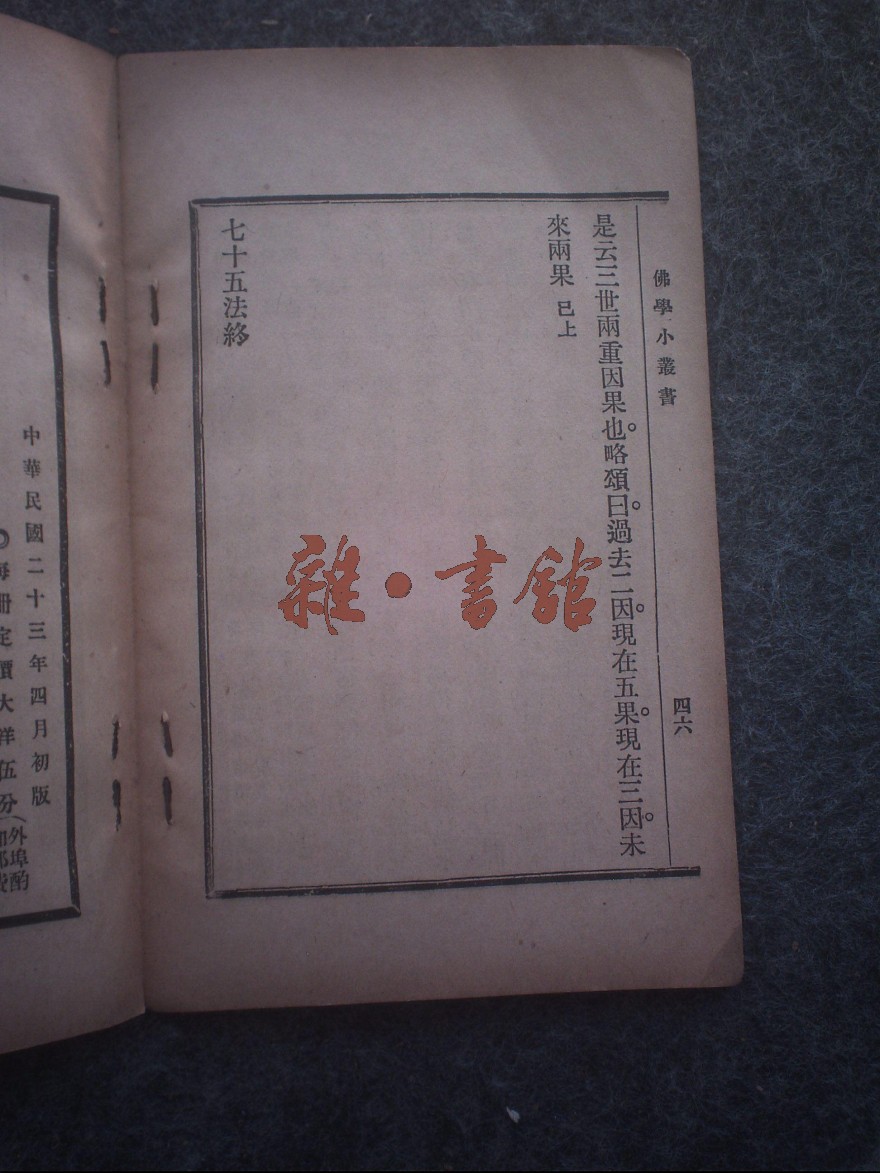 佛學小叢書
四六
是云三世兩重因果也。略頌曰。過去二因。現在五果。現在三因。未
來兩果 已上
七十五法終
雜·書館
中華民國二十三年四月初版
每冊定價大洋伍分(外埠酌